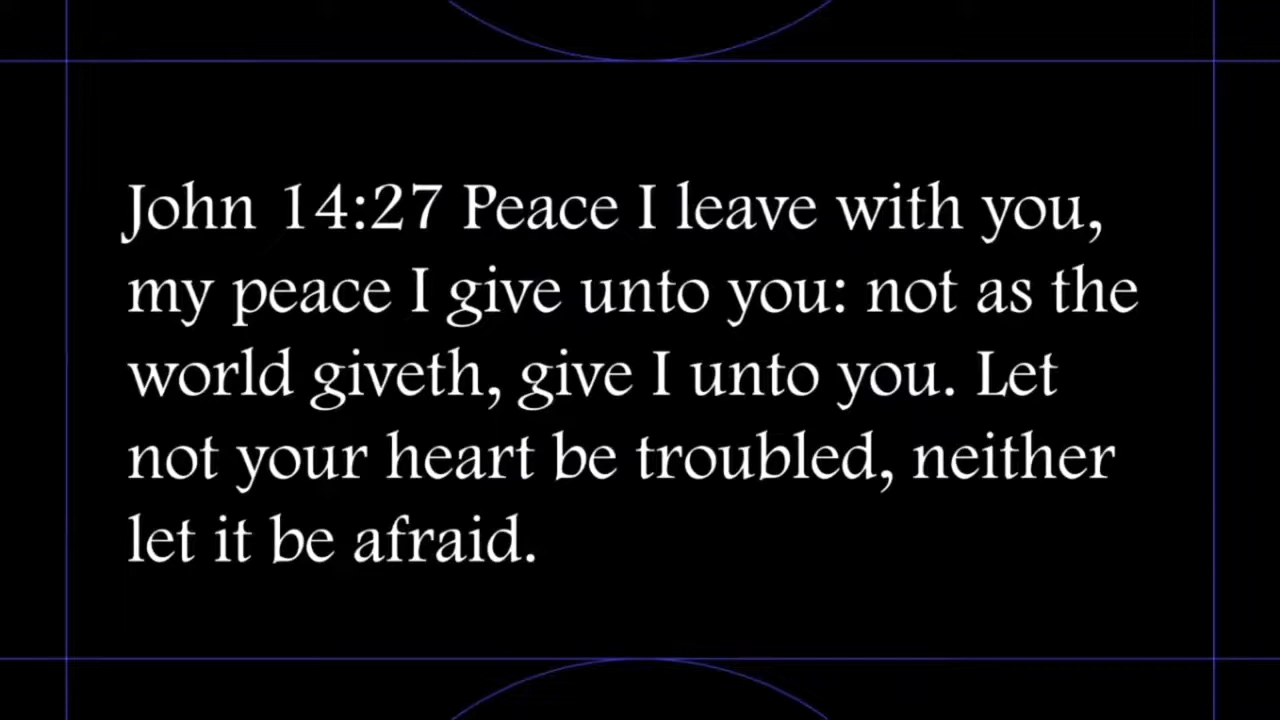 John 14:27 Peace I leave with you,
my peace I give unto you: not as the
world giveth, give I unto you. Let
not your heart be troubled, neither
let it be afraid.